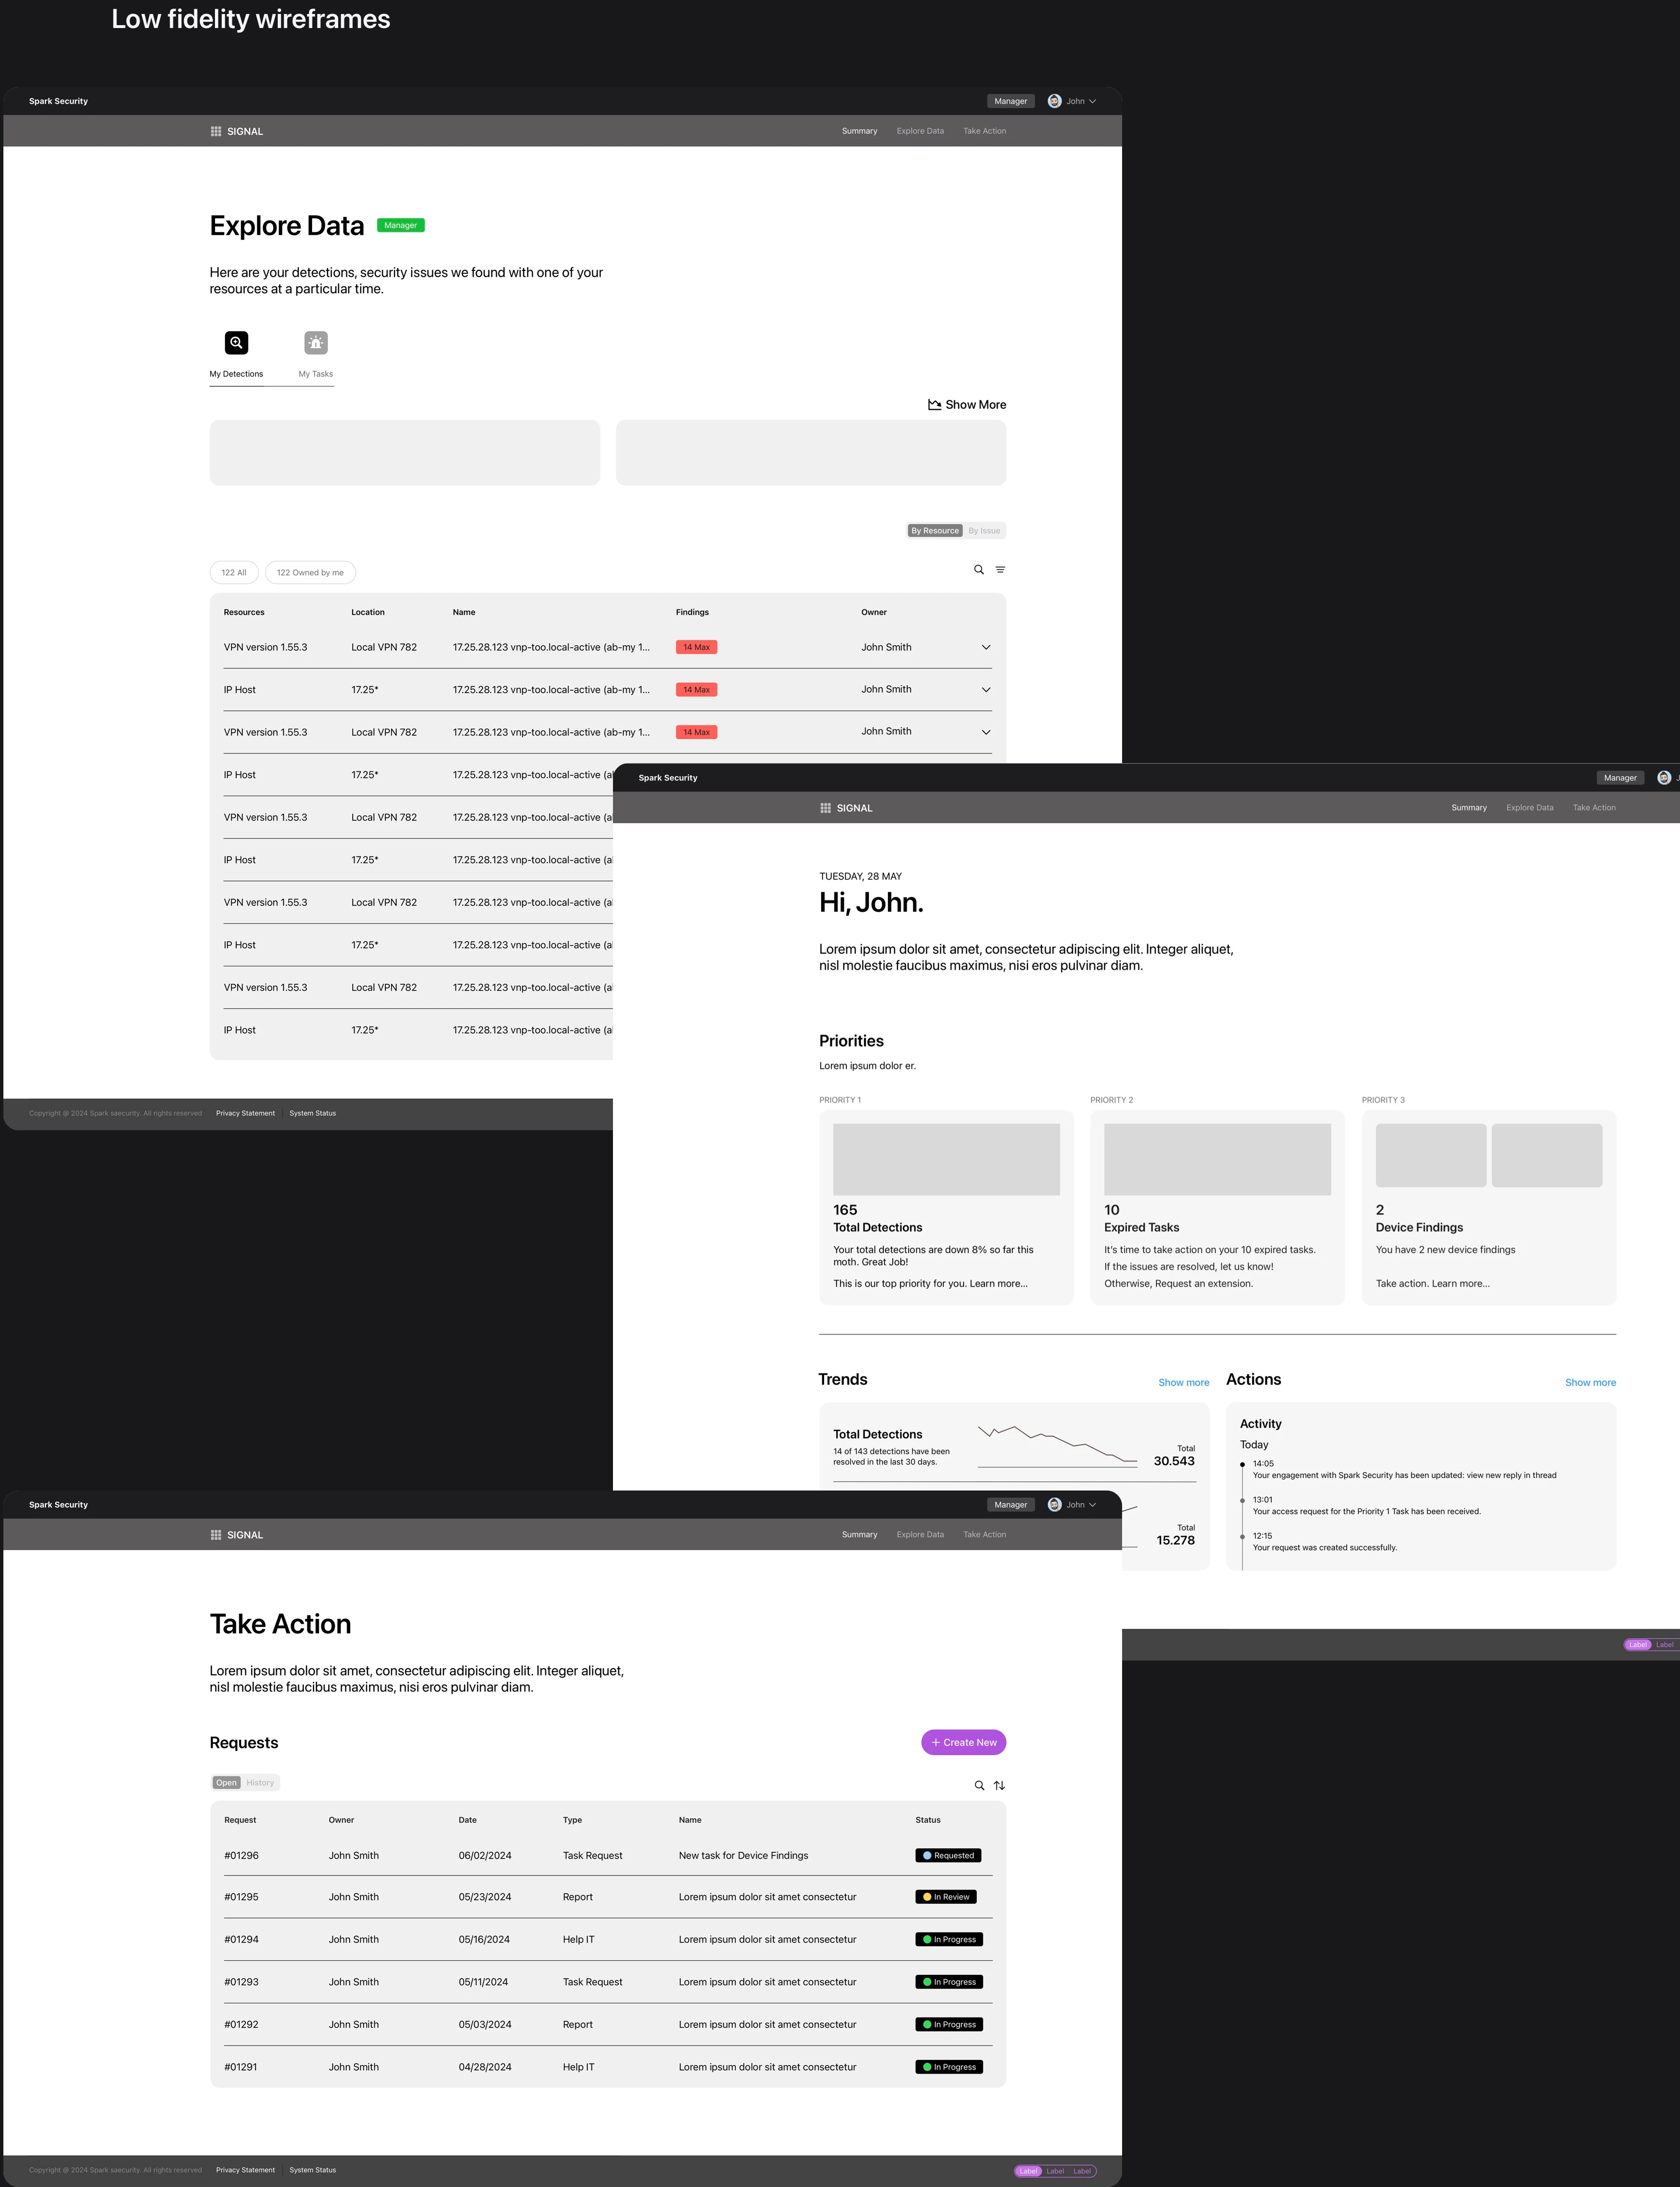 Low fidelity wireframes
Spark Security
Manager
John
SIGNAL
Summary Explore Data Take Action
Explore Data
Manager
Here are your detections, security issues we found with one of your
resources at a particular time.
My Detections My Tasks
Show More
By Resource By Issue
122 All 122 Owned by me
Resources Location Name Findings Owner
VPN version 1.55.3 Local VPN 782 17.25.28.123 vnp-too.local-active (ab-my 1... 14 Max John Smith
IP Host 17.25* 17.25.28.123 vnp-too.local-active (ab-my 1... 14 Max John Smith
VPN version 1.55.3 Local VPN 782 17.25.28.123 vnp-too.local-active (ab-my 1... 14 Max John Smith
IP Host 17.25* 17.25.28.123 vnp-too.local-active
VPN version 1.55.3 Local VPN 782 17.25.28.123 vnp-too.local-active
IP Host 17.25* 17.25.28.123 vnp-too.local-active
VPN version 1.55.3 Local VPN 782 17.25.28.123 vnp-too.local-active
IP Host 17.25* 17.25.28.123 vnp-too.local-active
VPN version 1.55.3 Local VPN 782 17.25.28.123 vnp-too.local-active
IP Host 17.25* 17.25.28.123 vnp-too.local-active
Copyright @ 2024 Spark saecurity. All rights reserved Privacy Statement System Status
Spark Security
Manager
SIGNAL
Summary Explore Data Take Action
TUESDAY, 28 MAY
Hi, John.
Lorem ipsum dolor sit amet, consectetur adipiscing elit. Integer aliquet,
nisl molestie faucibus maximus, nisi eros pulvinar diam.
Priorities
Lorem ipsum dolor er.
PRIORITY 1
165
Total Detections
Your total detections are down 8% so far this
moth. Great Job!
This is our top priority for you. Learn more...
PRIORITY 2
10
Expired Tasks
It's time to take action on your 10 expired tasks.
If the issues are resolved, let us know!
Otherwise, Request an extension.
PRIORITY 3
2
Device Findings
You have 2 new device findings
Take action. Learn more...
Trends
Show more
Total Detections
14 of 143 detections have been
resolved in the last 30 days.
Total
30.543
Total
15.278
Actions
Show more
Activity
Today
14:05
Your engagement with Spark Security has been updated: view new reply in thread
13:01
Your access request for the Priority 1 Task has been received.
12:15
Your request was created successfully.
Label Label
Spark Security
Manager
John
SIGNAL
Summary Explore Data Take Action
Take Action
Lorem ipsum dolor sit amet, consectetur adipiscing elit. Integer aliquet,
nisl molestie faucibus maximus, nisi eros pulvinar diam.
Requests
+ Create New
Open History
Request Owner Date Type Name Status
#01296 John Smith 06/02/2024 Task Request New task for Device Findings Requested
#01295 John Smith 05/23/2024 Report Lorem ipsum dolor sit amet consectetur In Review
#01294 John Smith 05/16/2024 Help IT Lorem ipsum dolor sit amet consectetur In Progress
#01293 John Smith 05/11/2024 Task Request Lorem ipsum dolor sit amet consectetur In Progress
#01292 John Smith 05/03/2024 Report Lorem ipsum dolor sit amet consectetur In Progress
#01291 John Smith 04/28/2024 Help IT Lorem ipsum dolor sit amet consectetur In Progress
Copyright @ 2024 Spark saecurity. All rights reserved Privacy Statement System Status
Label Label Label